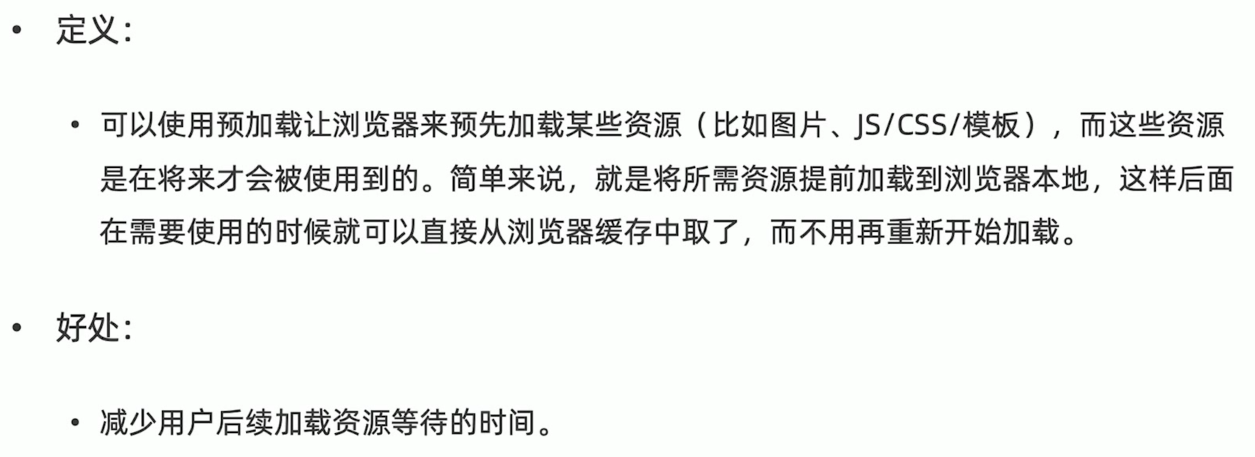 • 定义：
• 可以使用预加载让浏览器来预先加载某些资源（比如图片、JS/CSS/模板），而这些资源
是在将来才会被使用到的。简单来说，就是将所需资源提前加载到浏览器本地，这样后面
在需要使用的时候就可以直接从浏览器缓存中取了，而不用再重新开始加载。
• 好处：
• 减少用户后续加载资源等待的时间。